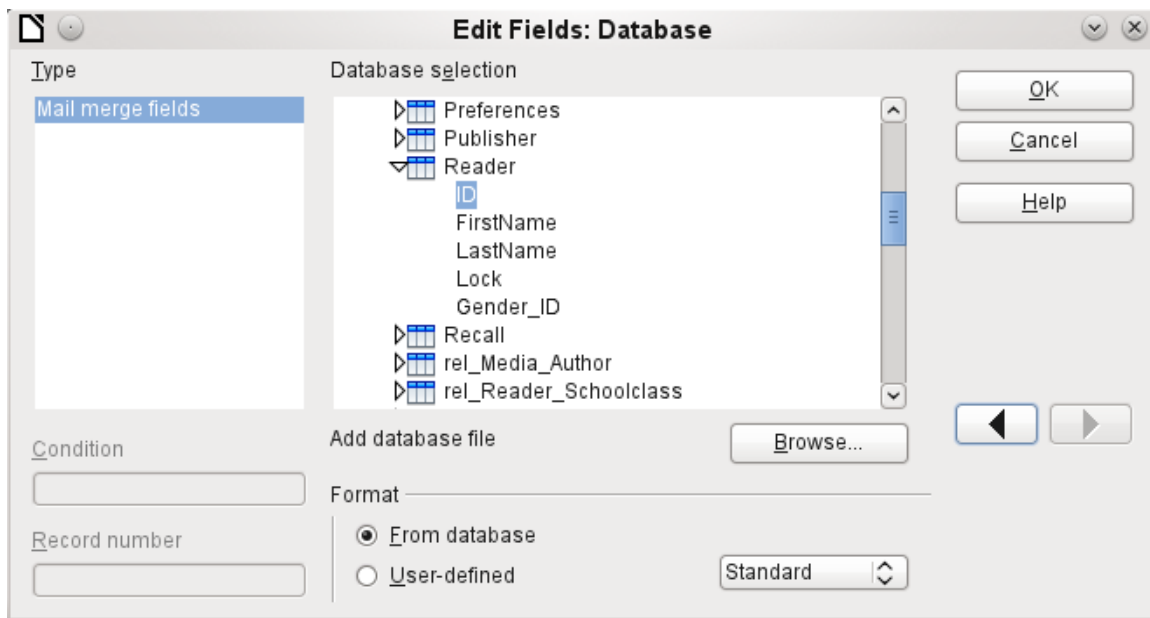 Edit Fields: Database
Type
Mail merge fields
Database selection
Preferences
Publisher
Reader
ID
FirstName
LastName
Lock
Gender_ID
Recall
rel_Media_Author
rel_Reader_Schoolclass
OK
Cancel
Help
Condition
Record number
Add database file
Browse...
Format
From database
User-defined
Standard